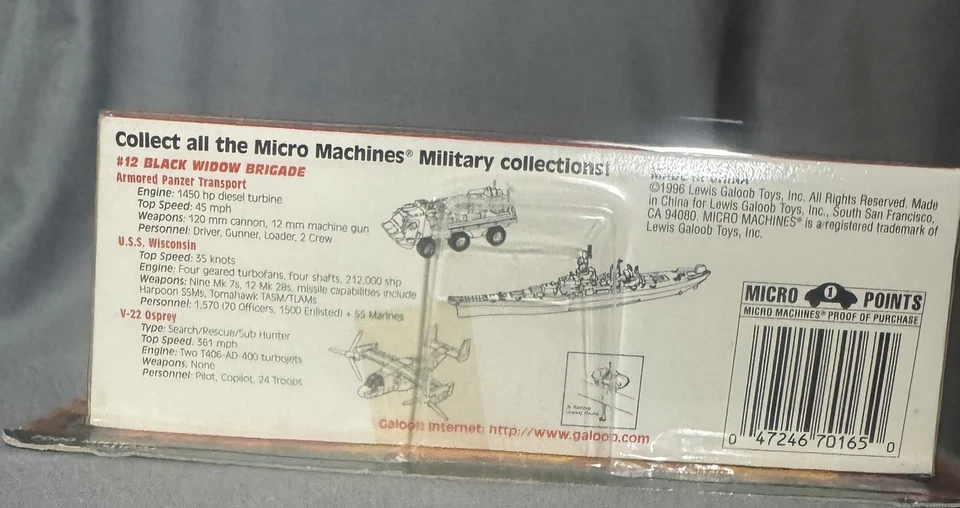 Collect all the Micro Machines® Military collections!
#12 BLACK WIDOW BRIGADE
Armored Panzer Transport
Engine: 1450 hp diesel turbine
Top Speed: 45 mph
Weapons: 120 mm cannon, 12 mm machine gun
Personnel: Driver, Gunner, Loader, 2 Crew
U.S.S. Wisconsin
Top Speed: 35 knots
Engine: Four geared turbofans, four shafts, 212,000 shp
Weapons: Nine Mk 7s, 12 Mk 28s, missile capabilities include
Harpoon SSMs, Tomahawk TASM/TLAMs
Personnel: 1,570 (70 Officers, 1500 Enlisted) + 55 Marines
V-22 Osprey
Type: Search/Rescue/Sub Hunter
Top Speed: 361 mph
Engine: Two T406-AD-400 turbojets
Weapons: None
Personnel: Pilot, Copilot, 24 Troops
Galoob Internet: http://www.galoob.com
©1996 Lewis Galoob Toys, Inc. All Rights Reserved. Made
in China for Lewis Galoob Toys, Inc., South San Francisco,
CA 94080. MICRO MACHINES® is a registered trademark of
Lewis Galoob Toys, Inc.
MICRO 1 POINTS
MICRO MACHINES® PROOF OF PURCHASE
0 47246 70165 0